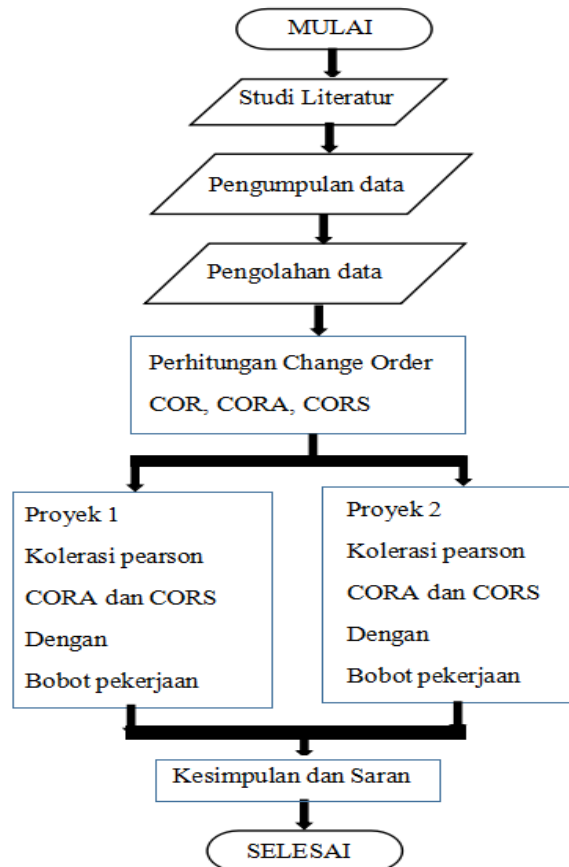 MULAI
Studi Literatur
Pengumpulan data
Pengolahan data
Perhitungan Change Order
COR, CORA, CORS
Proyek 1
Kolerasi pearson
CORA dan CORS
Dengan
Bobot pekerjaan
Proyek 2
Kolerasi pearson
CORA dan CORS
Dengan
Bobot pekerjaan
Kesimpulan dan Saran
SELESAI